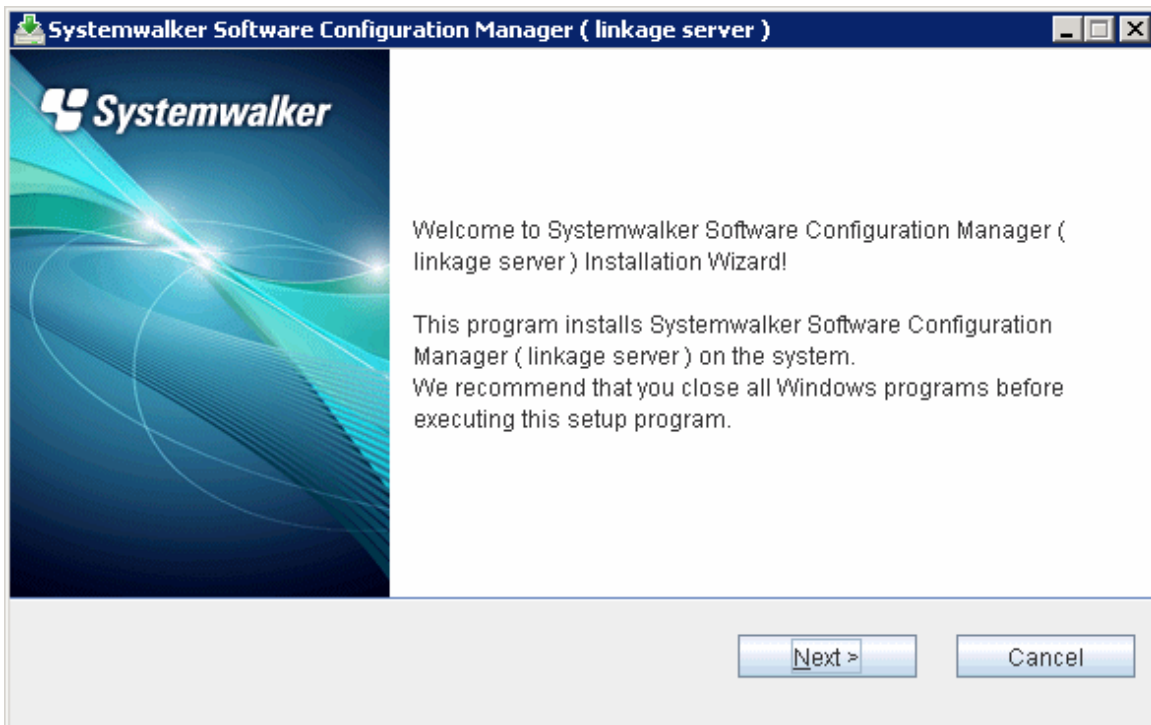 Systemwalker Software Configuration Manager ( linkage server )
Systemwalker
Welcome to Systemwalker Software Configuration Manager (
linkage server ) Installation Wizard!
This program installs Systemwalker Software Configuration
Manager ( linkage server ) on the system.
We recommend that you close all Windows programs before
executing this setup program.
Next >
Cancel